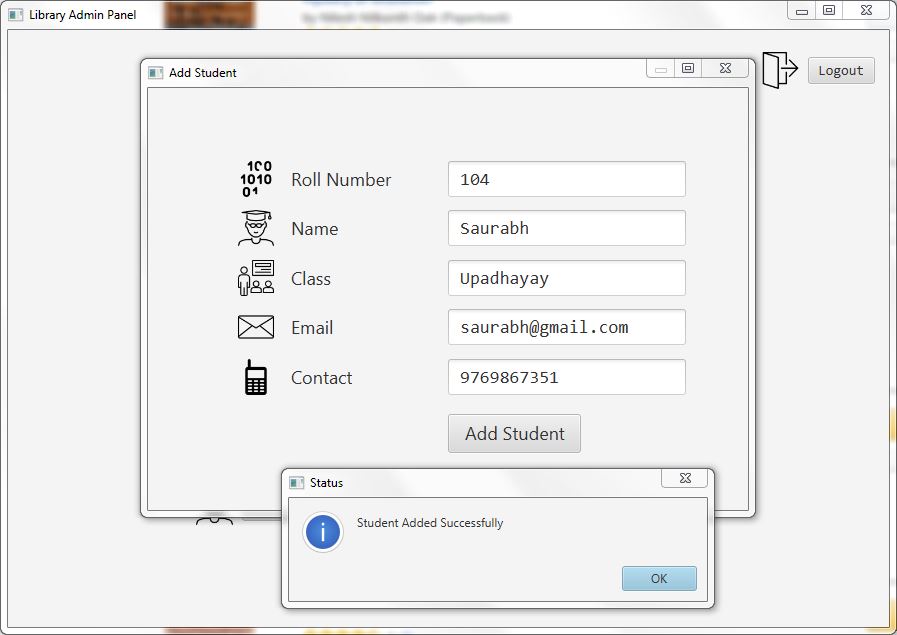 Library Admin Panel
Add Student
Logout
Roll Number 104
Name Saurabh
Class Upadhayay
Email saurabh@gmail.com
Contact 9769867351
Add Student
Status
Student Added Successfully
OK